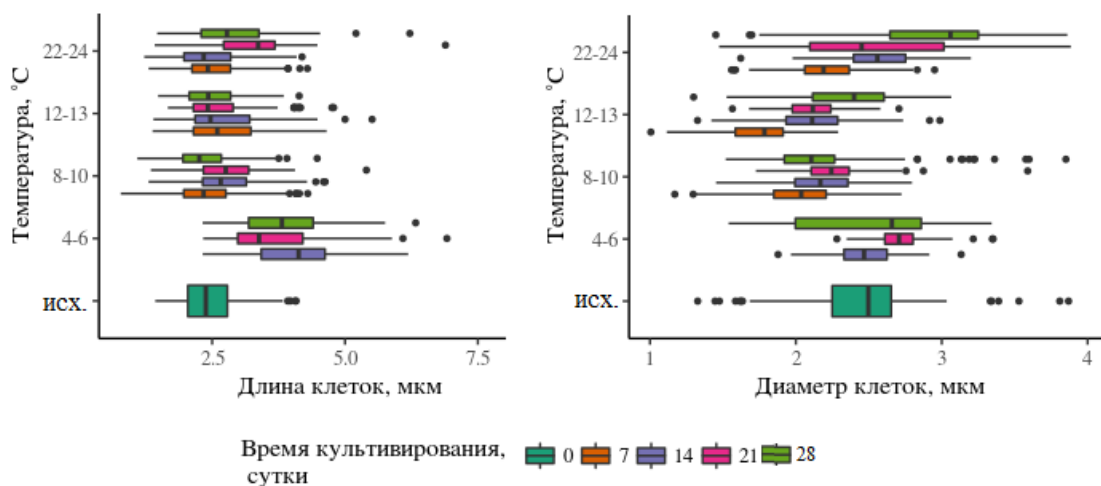 Температура, °C
22-24
12-13
8-10
4-6
исх.
2.5 5.0 7.5
Длина клеток, мкм
Температура, °C
22-24
12-13
8-10
4-6
исх.
1 2 3 4
Диаметр клеток, мкм
Время культивирования,
сутки
0 7 14 21 28